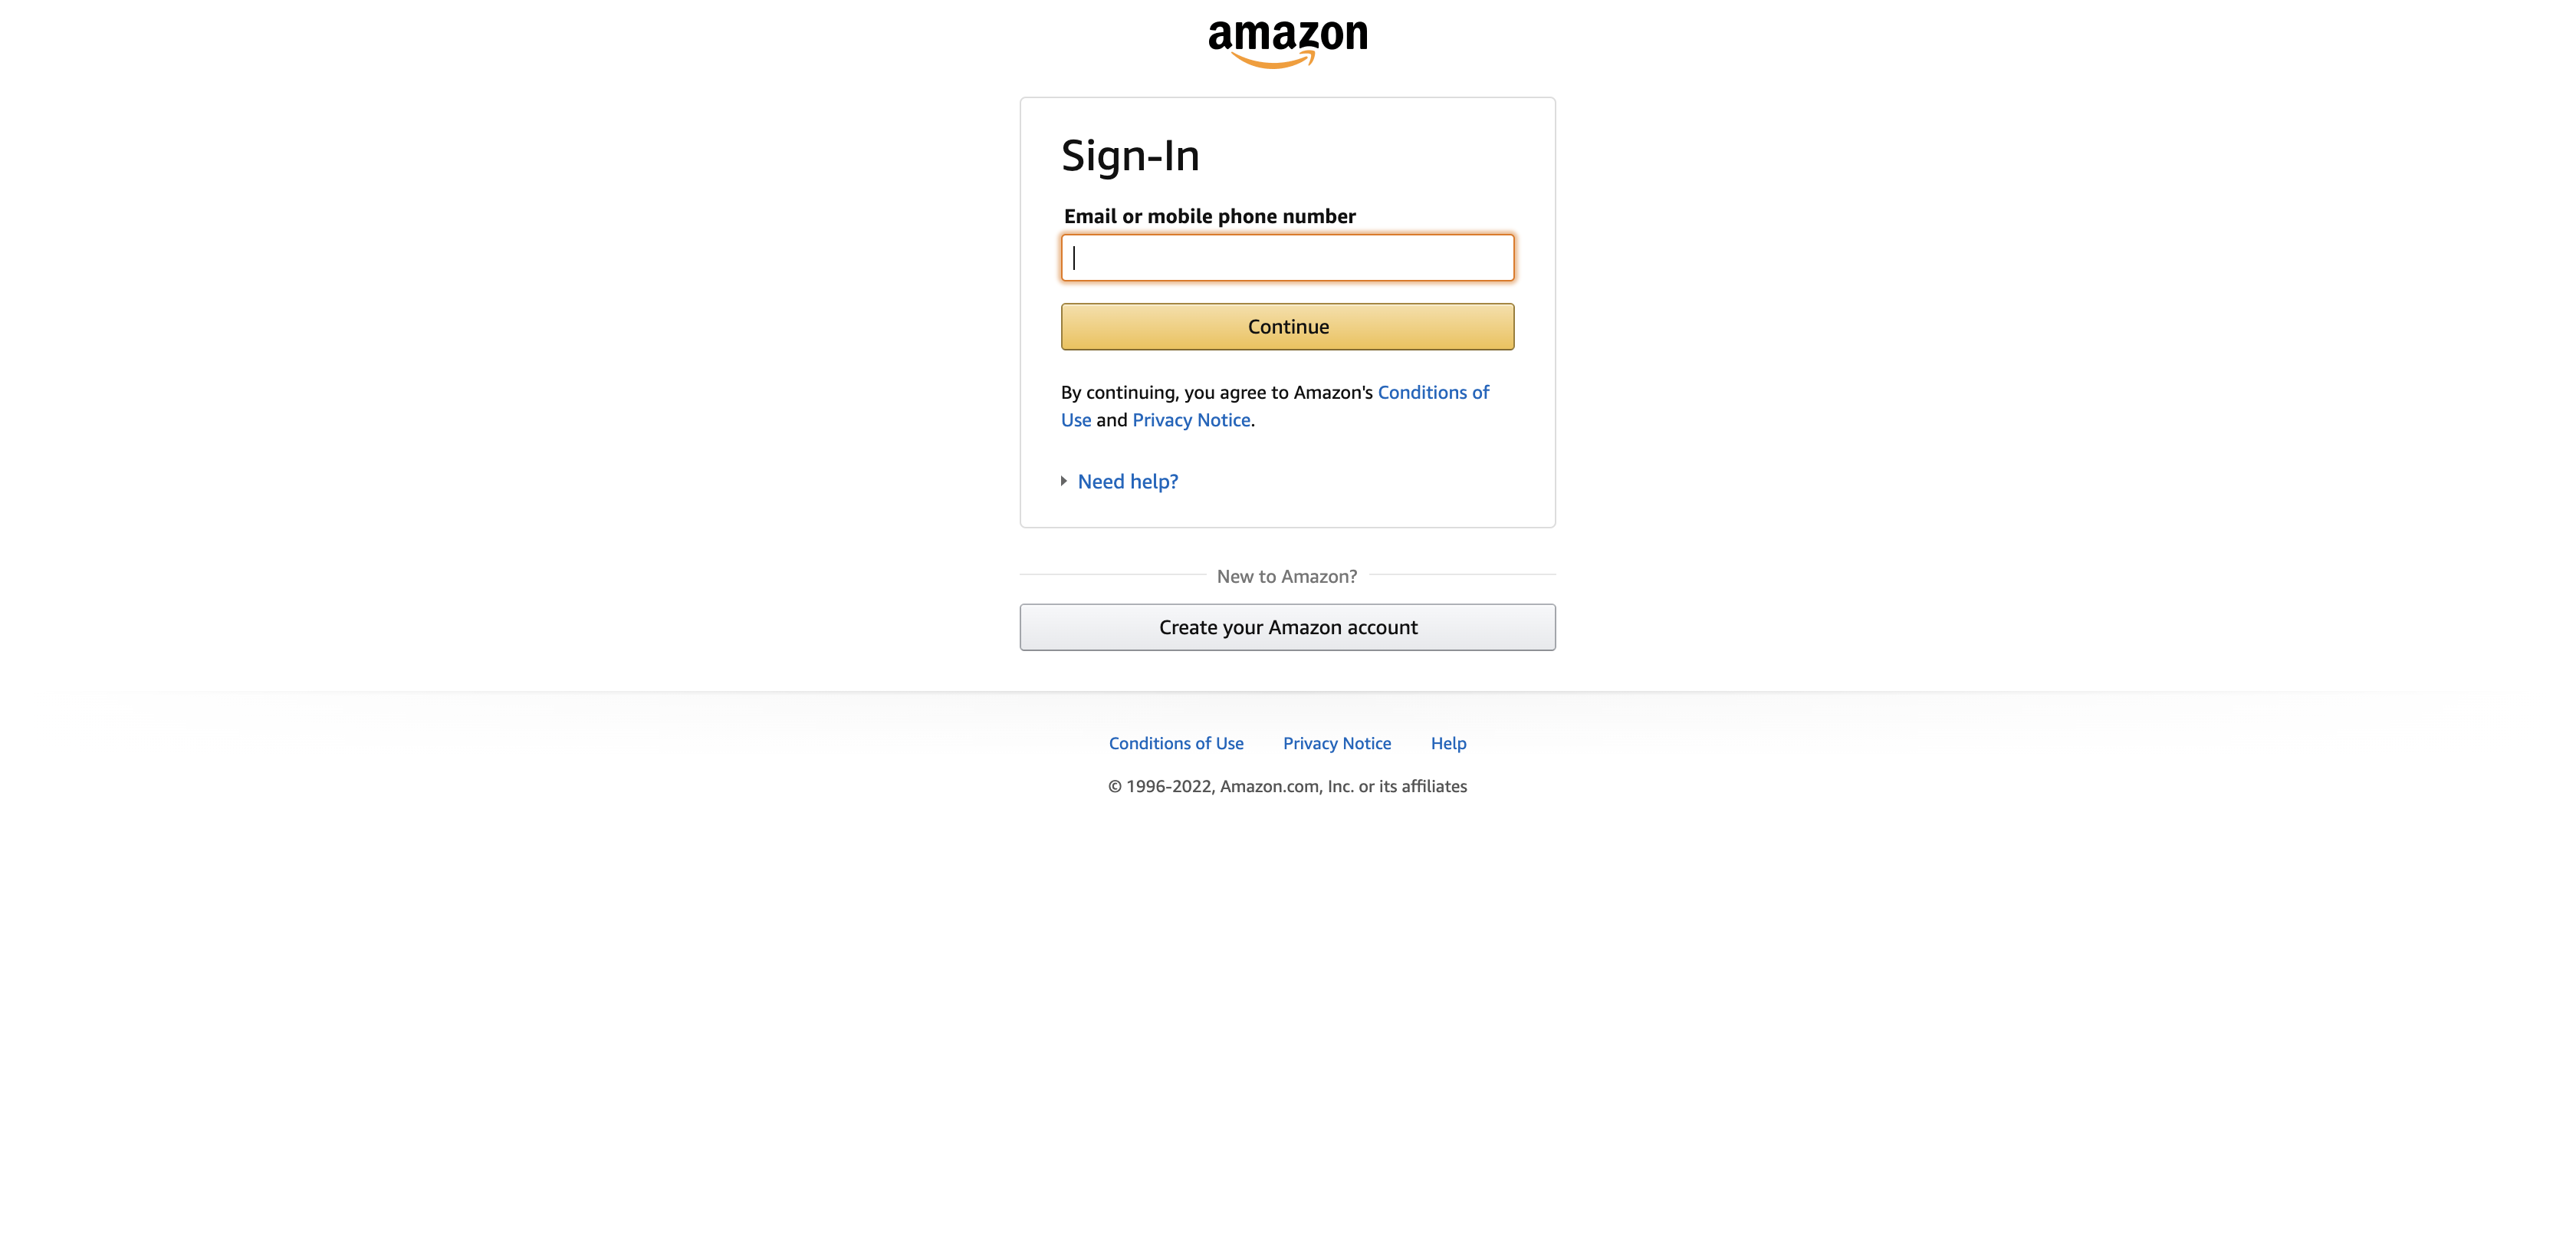 amazon
Sign-In
Email or mobile phone number
Continue
By continuing, you agree to Amazon's Conditions of
Use and Privacy Notice.
Need help?
New to Amazon?
Create your Amazon account
Conditions of Use Privacy Notice Help
© 1996-2022, Amazon.com, Inc. or its affiliates